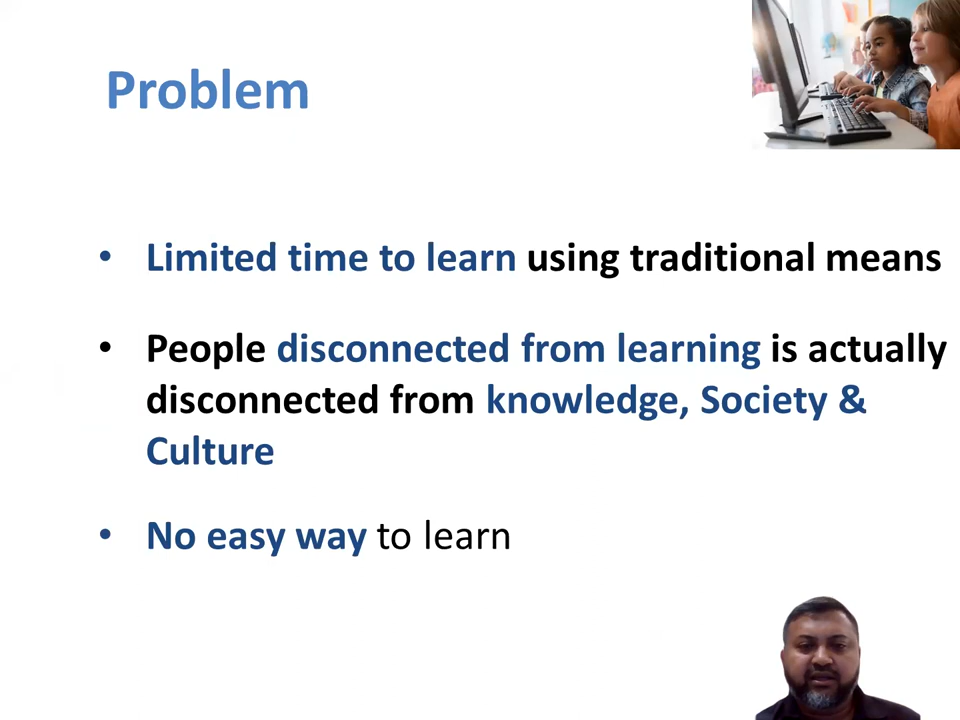 Problem
• Limited time to learn using traditional means
• People disconnected from learning is actually
disconnected from knowledge, Society &
Culture
• No easy way to learn